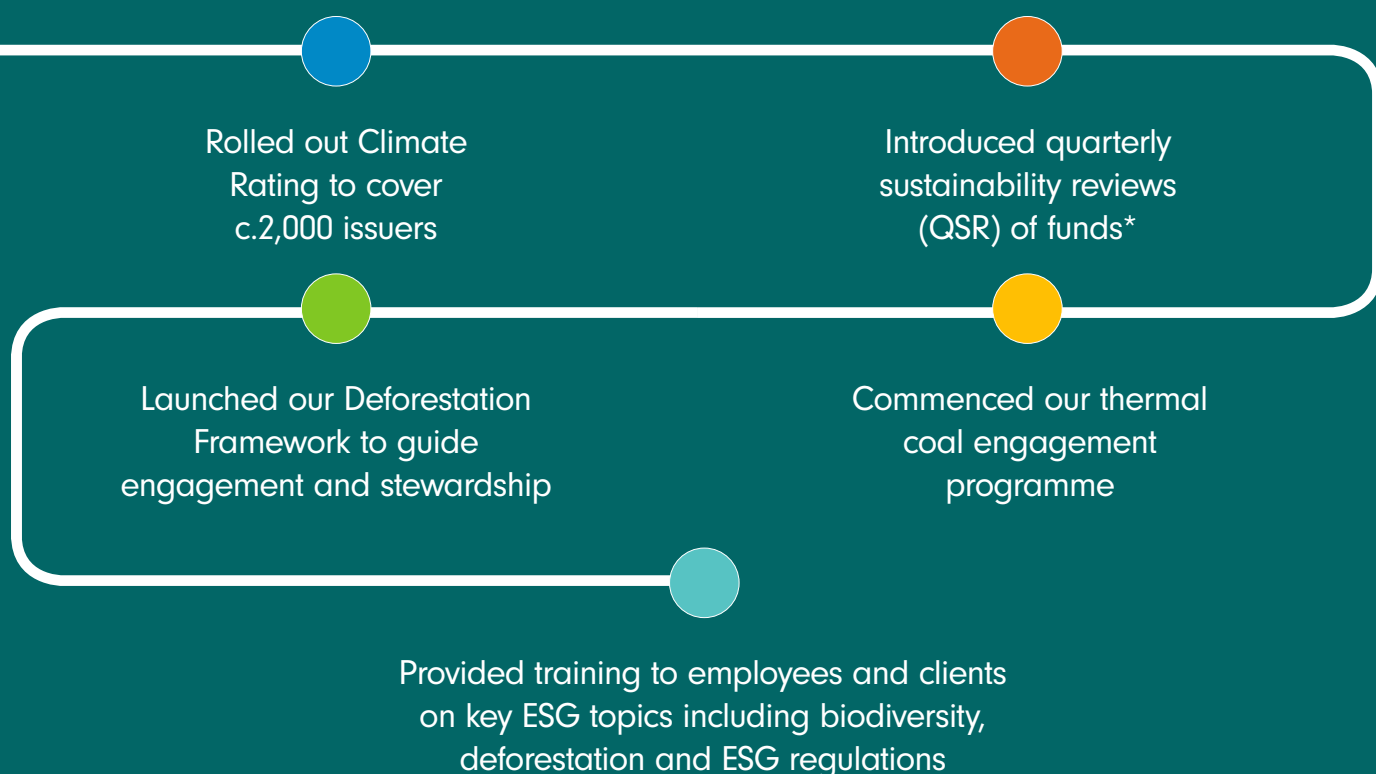 Rolled out Climate
Rating to cover
c.2,000 issuers
Introduced quarterly
sustainability reviews
(QSR) of funds*
Commenced our thermal
coal engagement
programme
Launched our Deforestation
Framework to guide
engagement and stewardship
Provided training to employees and clients
on key ESG topics including biodiversity,
deforestation and ESG regulations